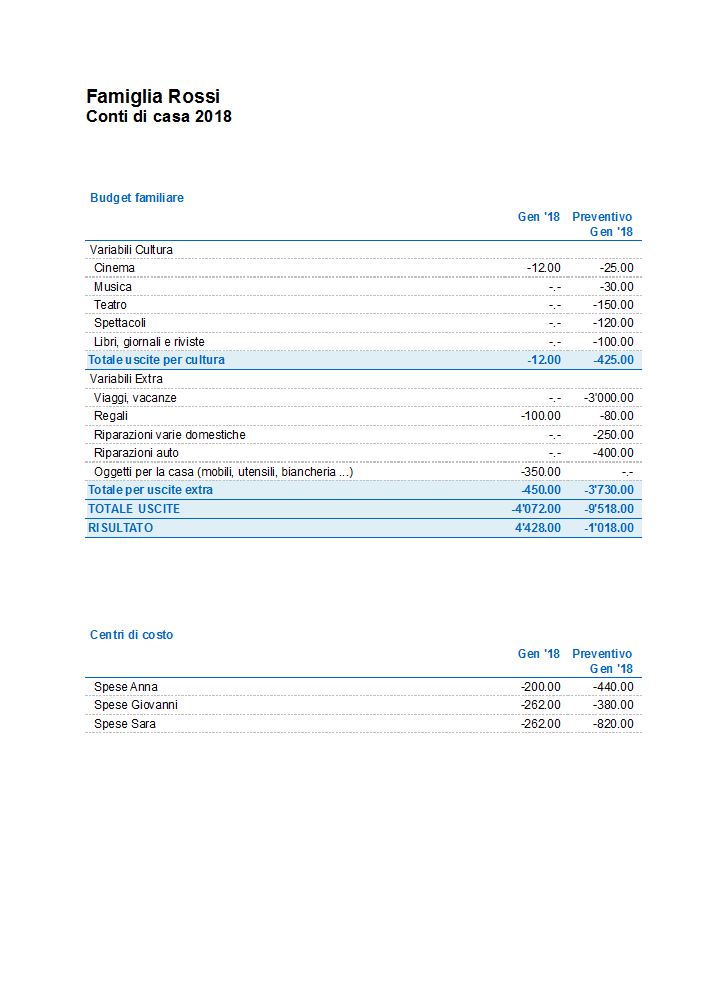 Famiglia Rossi
Conti di casa 2018
Budget familiare
Gen '18 Preventivo
Gen '18
Variabili Cultura
Cinema -12.00 -25.00
Musica -.- -30.00
Teatro -.- -150.00
Spettacoli -.- -120.00
Libri, giornali e riviste -.- -100.00
Totale uscite per cultura -12.00 -425.00
Variabili Extra
Viaggi, vacanze -.- -3'000.00
Regali -100.00 -80.00
Riparazioni varie domestiche -.- -250.00
Riparazioni auto -.- -400.00
Oggetti per la casa (mobili, utensili, biancheria ...) -350.00 -.-
Totale per uscite extra -450.00 -3'730.00
TOTALE USCITE -4'072.00 -9'518.00
RISULTATO 4'428.00 -1'018.00
Centri di costo
Gen '18 Preventivo
Gen '18
Spese Anna -200.00 -440.00
Spese Giovanni -262.00 -380.00
Spese Sara -262.00 -820.00